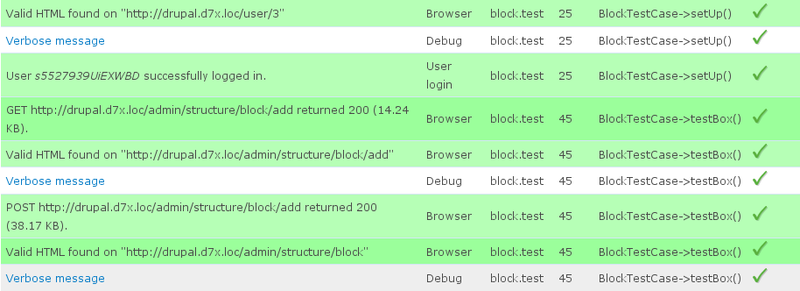 Valid HTML found on "http://drupal.d7x.loc/user/3" Browser block.test 25 BlockTestCase->setUp()
Verbose message Debug block.test 25 BlockTestCase->setUp()
User s5527939UiEXWBD successfully logged in. User login block.test 25 BlockTestCase->setUp()
GET http://drupal.d7x.loc/admin/structure/block/add returned 200 (14.24
KB). Browser block.test 45 BlockTestCase->testBox()
Valid HTML found on "http://drupal.d7x.loc/admin/structure/block/add" Browser block.test 45 BlockTestCase->testBox()
Verbose message Debug block.test 45 BlockTestCase->testBox()
POST http://drupal.d7x.loc/admin/structure/block/add returned 200
(38.17 KB). Browser block.test 45 BlockTestCase->testBox()
Valid HTML found on "http://drupal.d7x.loc/admin/structure/block" Browser block.test 45 BlockTestCase->testBox()
Verbose message Debug block.test 45 BlockTestCase->testBox()